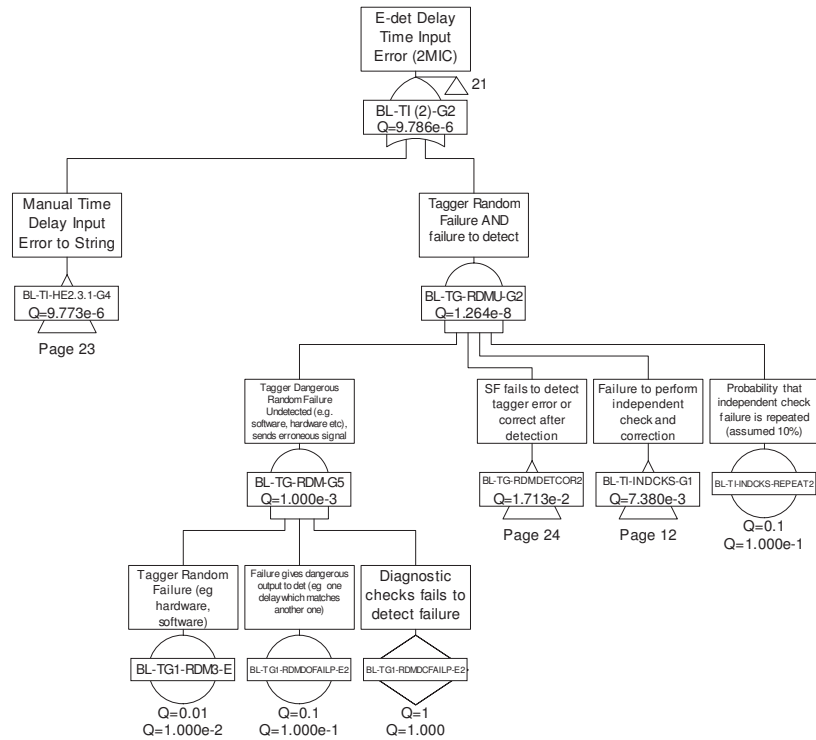 E-det Delay
Time Input
Error (2MIC)
21
BL-TI (2)-G2
Q=9.786e-6
Manual Time
Delay Input
Error to String
BL-TI-HE2.3.1-G4
Q=9.773e-6
Page 23
Tagger Random
Failure AND
failure to detect
BL-TG-RDMU-G2
Q=1.264e-8
Tagger Dangerous
Random Failure
Undetected (e.g.
software, hardware etc),
sends erroneous signal
BL-TG-RDM-G5
Q=1.000e-3
SF fails to detect
tagger error or
correct after
detection
BL-TG-RDMDETCOR2
Q=1.713e-2
Page 24
Failure to perform
independent
check and
correction
BL-TI-INDCKS-G1
Q=7.380e-3
Page 12
Probability that
independent check
failure is repeated
(assumed 10%)
BL-TI-INDCKS-REPEAT2
Q=0.1
Q=1.000e-1
Tagger Random
Failure (eg
hardware,
software)
BL-TG1-RDM3-E
Q=0.01
Q=1.000e-2
Failure gives dangerous
output to det (eg one
delay which matches
another one)
BL-TG1-RDMDOFAILP-E2
Q=0.1
Q=1.000e-1
Diagnostic
checks fails to
detect failure
BL-TG1-RDMDCFAILP-E2
Q=1
Q=1.000